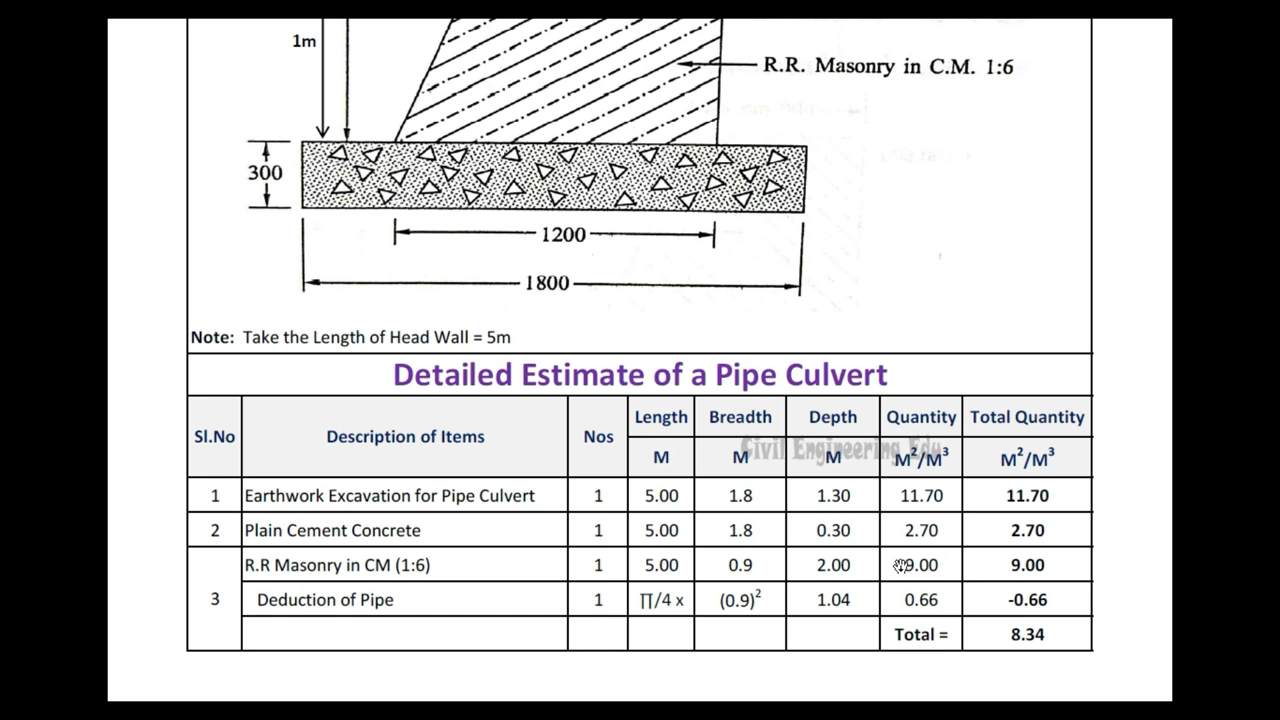 1m
R.R. Masonry in C.M. 1:6
300
1200
1800
Note: Take the Length of Head Wall = 5m
Detailed Estimate of a Pipe Culvert
Sl.No Description of Items Nos Length Breadth Depth Quantity Total Quantity
M M M M²/M³ M²/M³
Civil Engineering Edu
1 Earthwork Excavation for Pipe Culvert 1 5.00 1.8 1.30 11.70 11.70
2 Plain Cement Concrete 1 5.00 1.8 0.30 2.70 2.70
3 R.R Masonry in CM (1:6) 1 5.00 0.9 2.00 9.00 9.00
Deduction of Pipe 1 ∏/4 x (0.9)² 1.04 0.66 -0.66
Total = 8.34